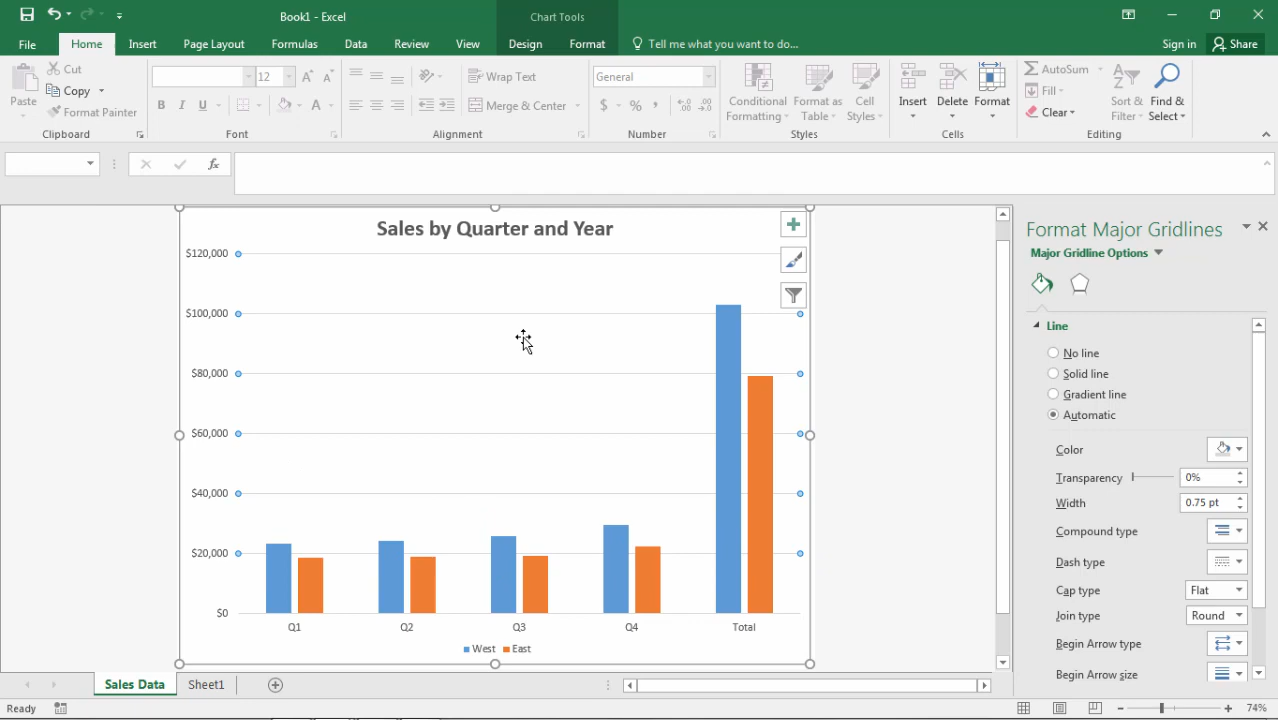 Book1 - Excel
Chart Tools
File Home Insert Page Layout Formulas Data Review View Design Format Tell me what you want to do... Sign in Share
Paste
Cut
Copy
Format Painter
Clipboard
12
A A
B I U A
Font
Wrap Text
Merge & Center
Alignment
General
$ % ,
Number
Conditional Formatting
Format as Table
Cell Styles
Styles
Insert
Delete
Format
Cells
AutoSum
Fill
Clear
Sort & Filter
Find & Select
Editing
fx
Sales by Quarter and Year
$120,000
$100,000
$80,000
$60,000
$40,000
$20,000
$0
Q1 Q2 Q3 Q4 Total
West East
Format Major Gridlines
Major Gridline Options
Line
No line
Solid line
Gradient line
Automatic
Color
Transparency 0%
Width 0.75 pt
Compound type
Dash type
Cap type Flat
Join type Round
Begin Arrow type
Begin Arrow size
Sales Data Sheet1
Ready
74%